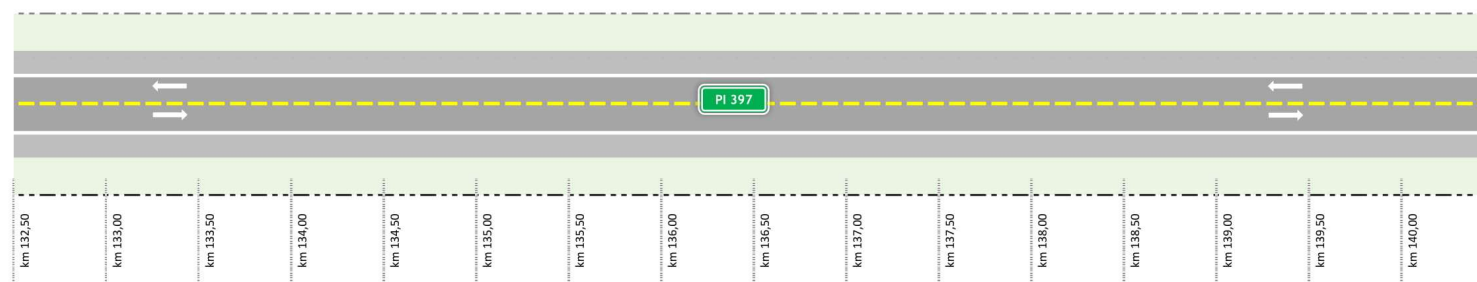 PI 397
km 132,50
km 133,00
km 133,50
km 134,00
km 134,50
km 135,00
km 135,50
km 136,00
km 136,50
km 137,00
km 137,50
km 138,00
km 138,50
km 139,00
km 139,50
km 140,00